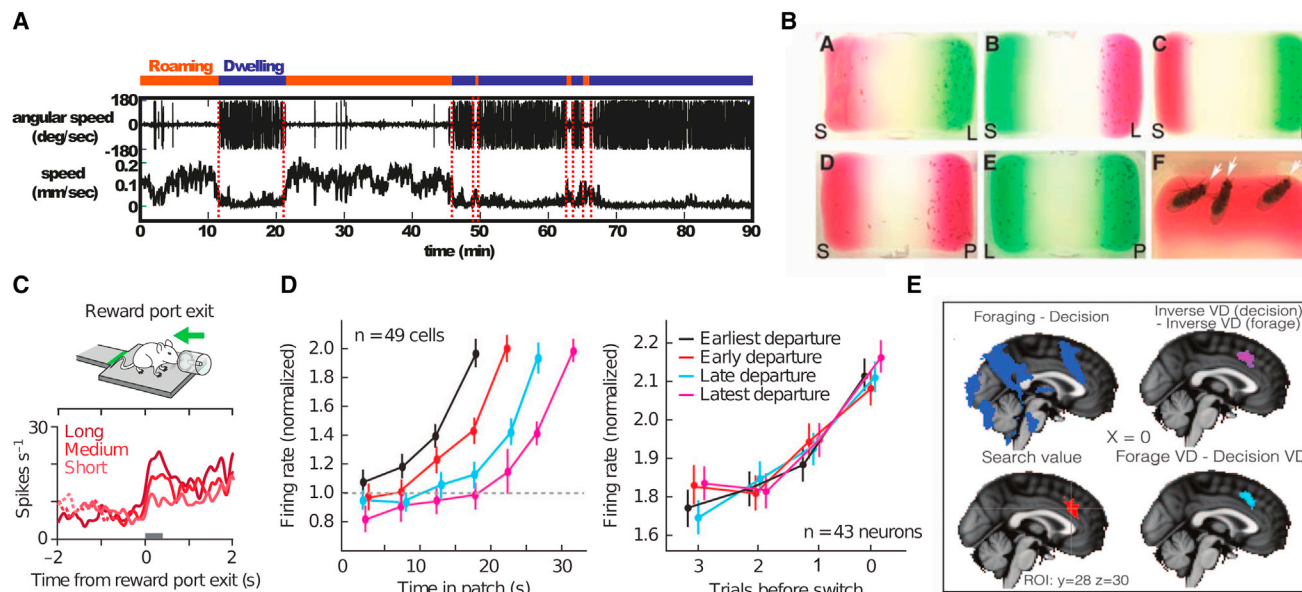 A
Roaming Dwelling
angular speed
(deg/sec)
180
0
-180
speed
(mm/sec)
0.2
0.1
0
0 10 20 30 40 50 60 70 80 90
time (min)
B
A B C
S L S L S
D E F
S P L P
C
Reward port exit
Long
Medium
Short
Spikes s⁻¹
30
0
−2 −1 0 1 2
Time from reward port exit (s)
D
n = 49 cells
Firing rate (normalized)
2.0
1.8
1.6
1.4
1.2
1.0
0.8
0 10 20 30
Time in patch (s)
Earliest departure
Early departure
Late departure
Latest departure
Firing rate (normalized)
2.2
2.1
2.0
1.9
1.8
1.7
1.6
n = 43 neurons
3 2 1 0
Trials before switch
E
Foraging - Decision
Inverse VD (decision)
- Inverse VD (forage)
X = 0
Search value
Forage VD - Decision VD
ROI: y=28 z=30